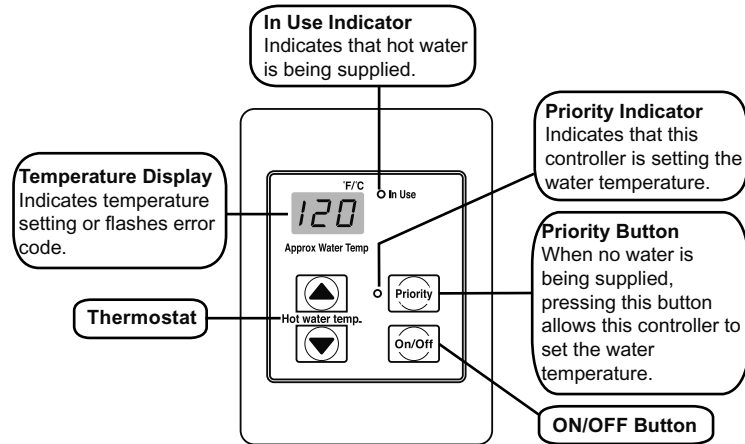 In Use Indicator
Indicates that hot water
is being supplied.
Priority Indicator
Indicates that this
controller is setting the
water temperature.
Temperature Display
Indicates temperature
setting or flashes error
code.
°F/°C
120
In Use
Approx Water Temp
Priority Button
When no water is
being supplied,
pressing this button
allows this controller to
set the water
temperature.
Thermostat
Hot water temp.
Priority
On/Off
ON/OFF Button